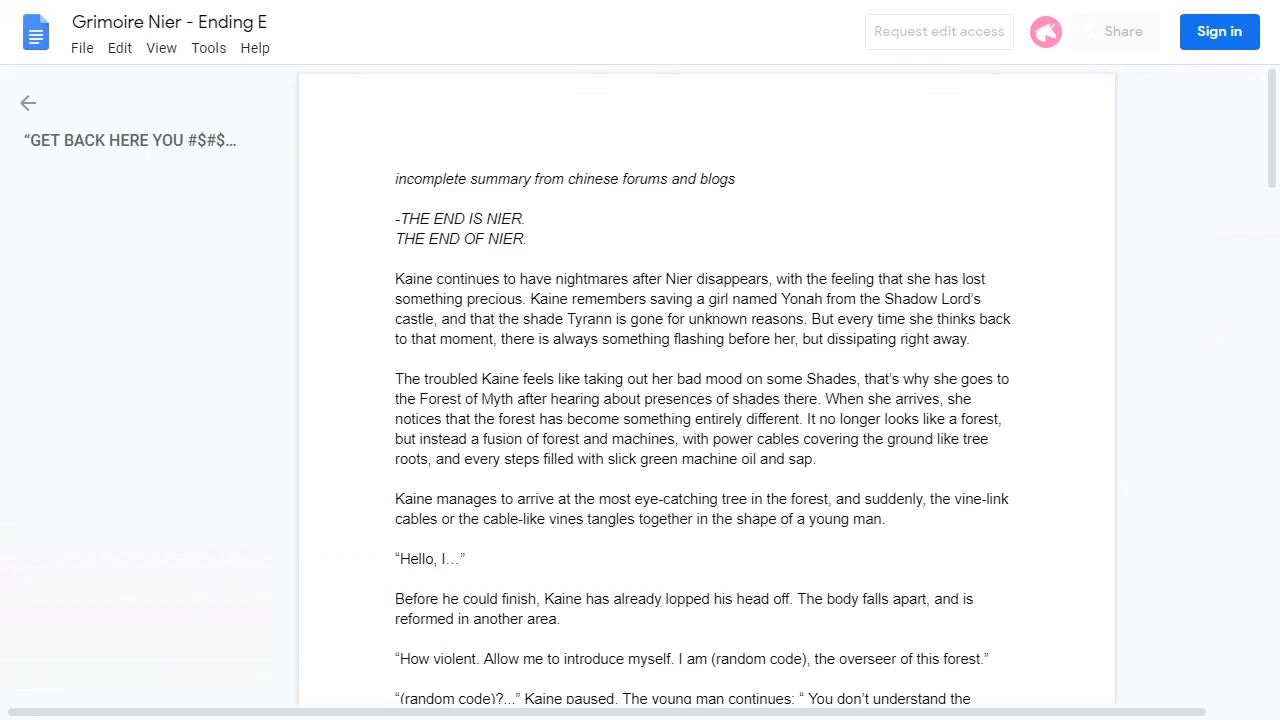 Grimoire Nier - Ending E
File Edit View Tools Help
Request edit access
Share
Sign in
“GET BACK HERE YOU #$#$...
incomplete summary from chinese forums and blogs
-THE END IS NIER.
THE END OF NIER.
Kaine continues to have nightmares after Nier disappears, with the feeling that she has lost
something precious. Kaine remembers saving a girl named Yonah from the Shadow Lord’s
castle, and that the shade Tyrann is gone for unknown reasons. But every time she thinks back
to that moment, there is always something flashing before her, but dissipating right away.
The troubled Kaine feels like taking out her bad mood on some Shades, that’s why she goes to
the Forest of Myth after hearing about presences of shades there. When she arrives, she
notices that the forest has become something entirely different. It no longer looks like a forest,
but instead a fusion of forest and machines, with power cables covering the ground like tree
roots, and every steps filled with slick green machine oil and sap.
Kaine manages to arrive at the most eye-catching tree in the forest, and suddenly, the vine-link
cables or the cable-like vines tangles together in the shape of a young man.
“Hello, I…”
Before he could finish, Kaine has already lopped his head off. The body falls apart, and is
reformed in another area.
“How violent. Allow me to introduce myself. I am (random code), the overseer of this forest.”
“(random code)?...” Kaine paused. The young man continues: “ You don’t understand the